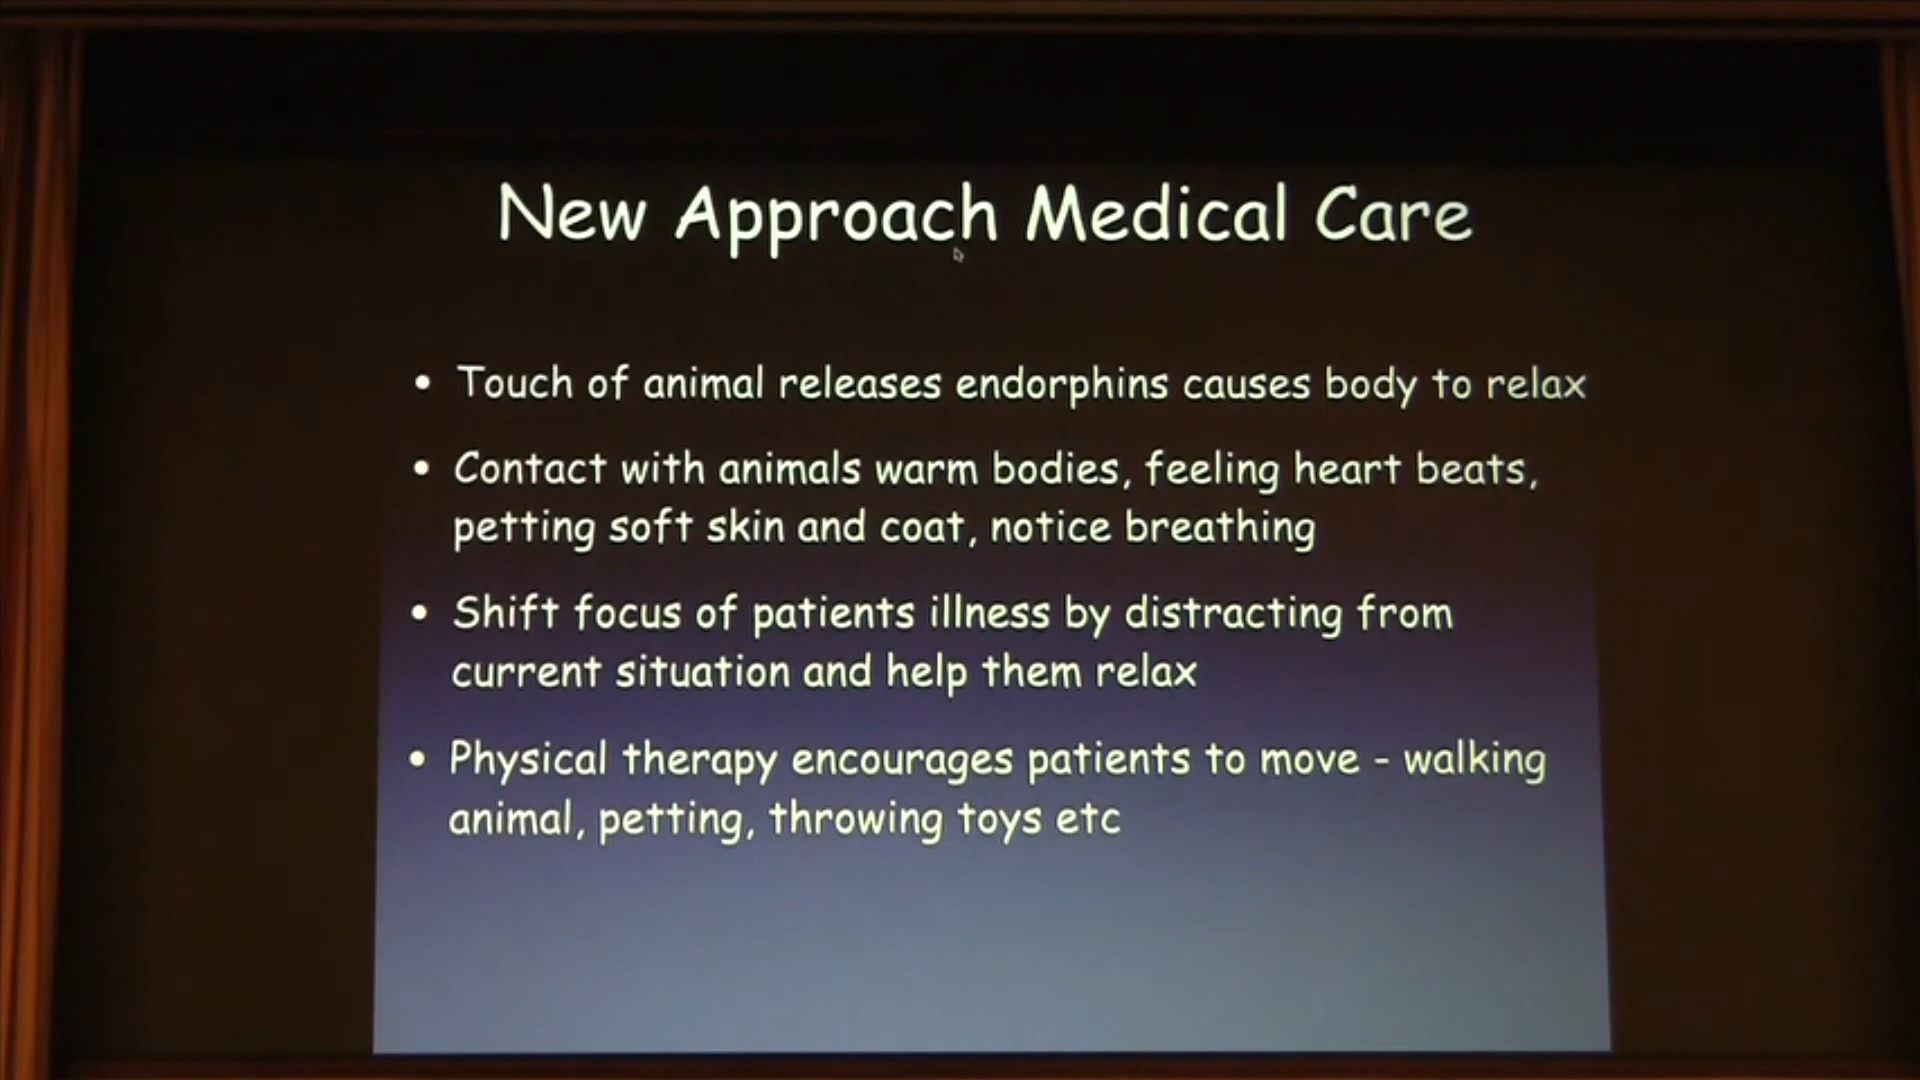 New Approach Medical Care
• Touch of animal releases endorphins causes body to relax
• Contact with animals warm bodies, feeling heart beats,
petting soft skin and coat, notice breathing
• Shift focus of patients illness by distracting from
current situation and help them relax
• Physical therapy encourages patients to move - walking
animal, petting, throwing toys etc